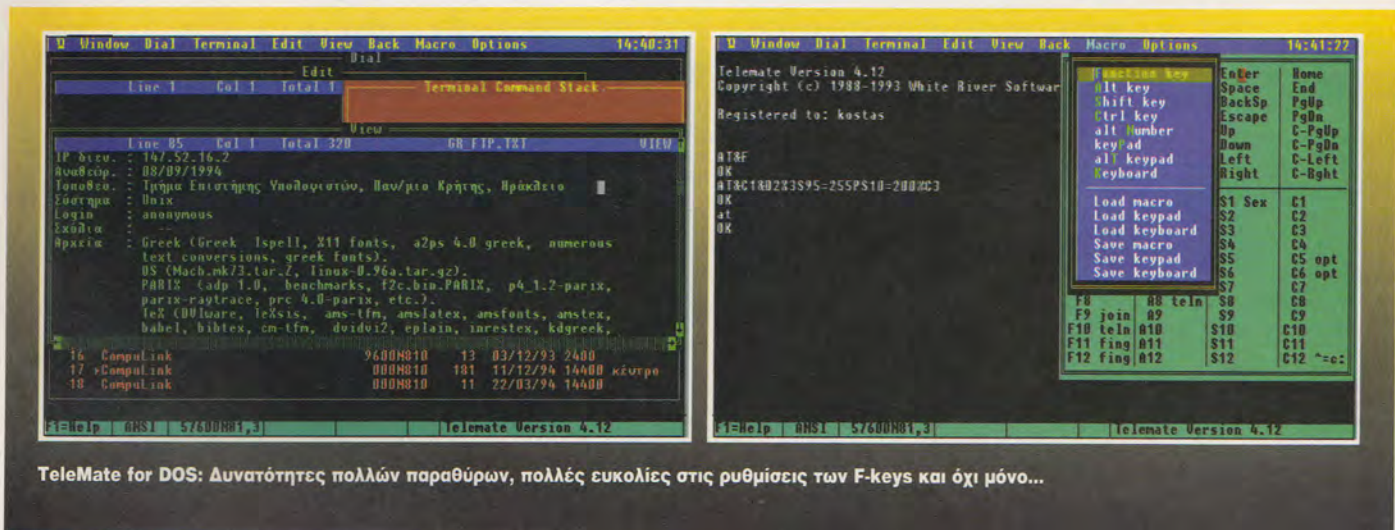 Ω Window Dial Terminal Edit View Back Macro Options 14:40:31
Dial
Edit
Line 1 Col 1 Total 1
Terminal Command Stack
View
Line 85 Col 1 Total 320 GR_FTP.TXT VIEW
IP διευ. : 147.52.16.2
Αναθεώρ. : 08/09/1994
Τοποθεσ. : Τμήμα Επιστήμης Υπολογιστών, Παν/μιο Κρήτης, Ηράκλειο
Σύστημα : Unix
Login : anonymous
Σχόλια : --
Αρχεία : Greek (Greek Ispell, X11 fonts, a2ps 4.0 greek, numerous
text conversions, greek fonts).
OS (Mach.mk73.tar.Z, linux-0.96a.tar.gz).
PARIX (adp 1.0, benchmarks, f2c.bin.PARIX, p4_1.2-parix,
parix-raytrace, prc 4.0-parix, etc.).
TeX (DVIware, TeXsis, ams-tfm, amslatex, amsfonts, amstex,
babel, bibtex, cm-tfm, dvidvi2, eplain, inrestex, kdgreek,
16 CompuLink 9600N810 13 03/12/93 2400
17 CompuLink 000N810 181 11/12/94 14400 κέντρο
18 CompuLink 000N810 11 22/03/94 14400
F1=Help ANSI 57600N81,3 Telemate Version 4.12
Ω Window Dial Terminal Edit View Back Macro Options 14:41:22
Telemate Version 4.12
Copyright (c) 1988-1993 White River Softwar
Registered to: kostas
AT&F
OK
AT&C1&D2%3S95=255PS10=200%C3
OK
at
OK
Function key
Alt key
Shift key
Ctrl key
alt Number
keyPad
alT keypad
Keyboard
Load macro
Load keypad
Load keyboard
Save macro
Save keypad
Save keyboard
Enter Home
Space End
BackSp PgUp
Escape PgDn
Up C-PgUp
Down C-PgDn
Left C-Left
Right C-Rght
S1 Sex C1
S2 C2
S3 C3
S4 C4
S5 C5 opt
S6 C6 opt
S7 C7
F8 A8 teln S8 C8
F9 join A9 S9 C9
F10 teln A10 S10 C10
F11 fing A11 S11 C11
F12 fing A12 S12 C12 ^=c:
F1=Help ANSI 57600N81,3 Telemate Version 4.12
TeleMate for DOS: Δυνατότητες πολλών παραθύρων, πολλές ευκολίες στις ρυθμίσεις των F-keys και όχι μόνο...